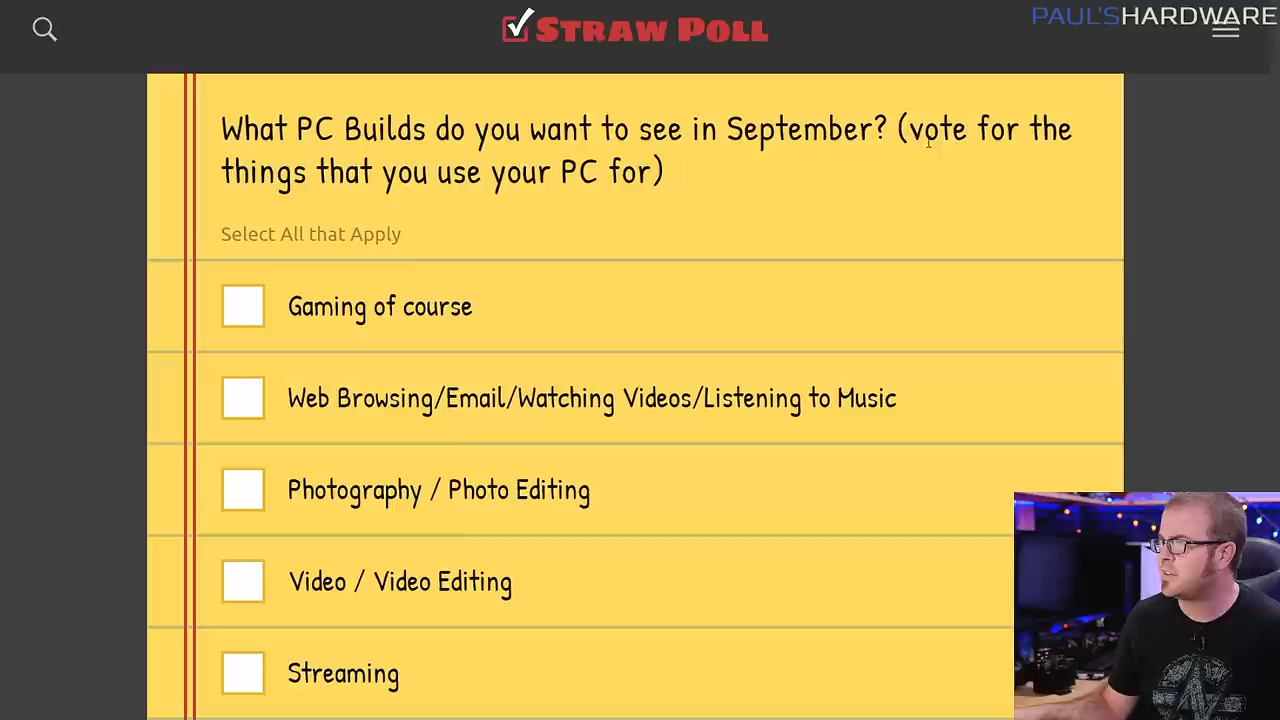 STRAW POLL
PAUL'SHARDWARE
What PC Builds do you want to see in September? (vote for the
things that you use your PC for)
Select All that Apply
Gaming of course
Web Browsing/Email/Watching Videos/Listening to Music
Photography / Photo Editing
Video / Video Editing
Streaming